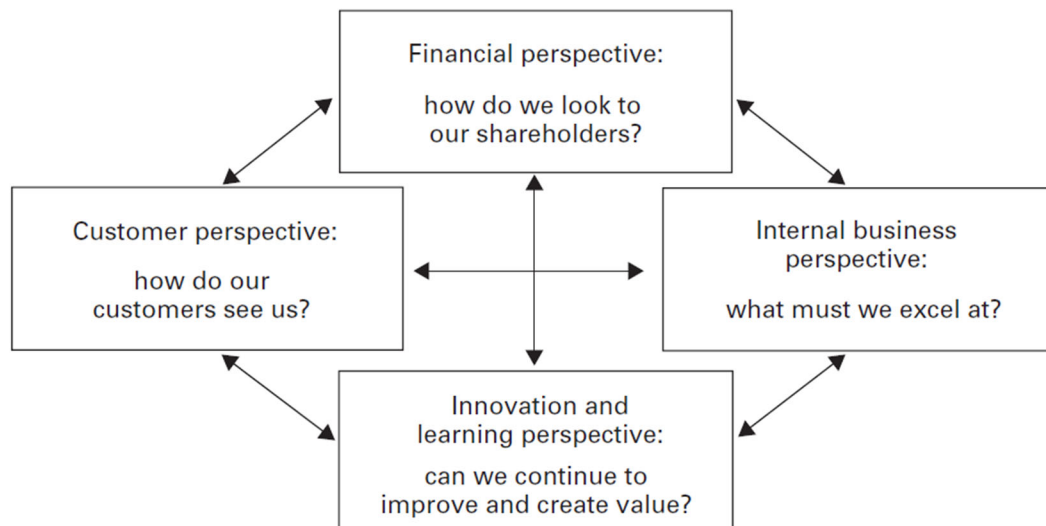 Financial perspective:
how do we look to
our shareholders?
Customer perspective:
how do our
customers see us?
Internal business
perspective:
what must we excel at?
Innovation and
learning perspective:
can we continue to
improve and create value?